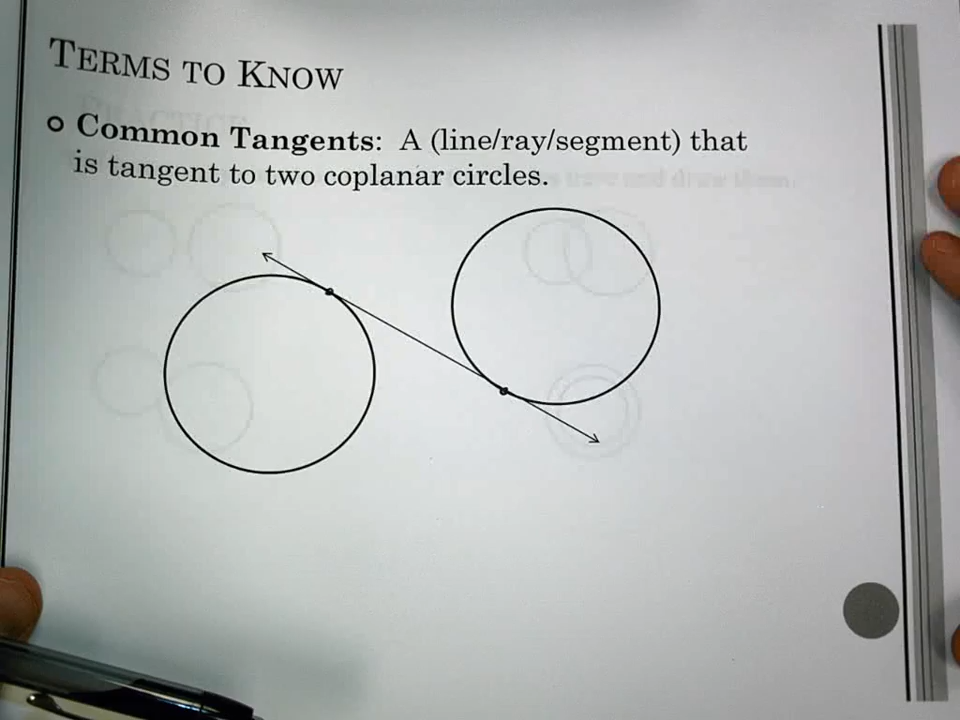 TERMS TO KNOW
Common Tangents: A (line/ray/segment) that
is tangent to two coplanar circles.